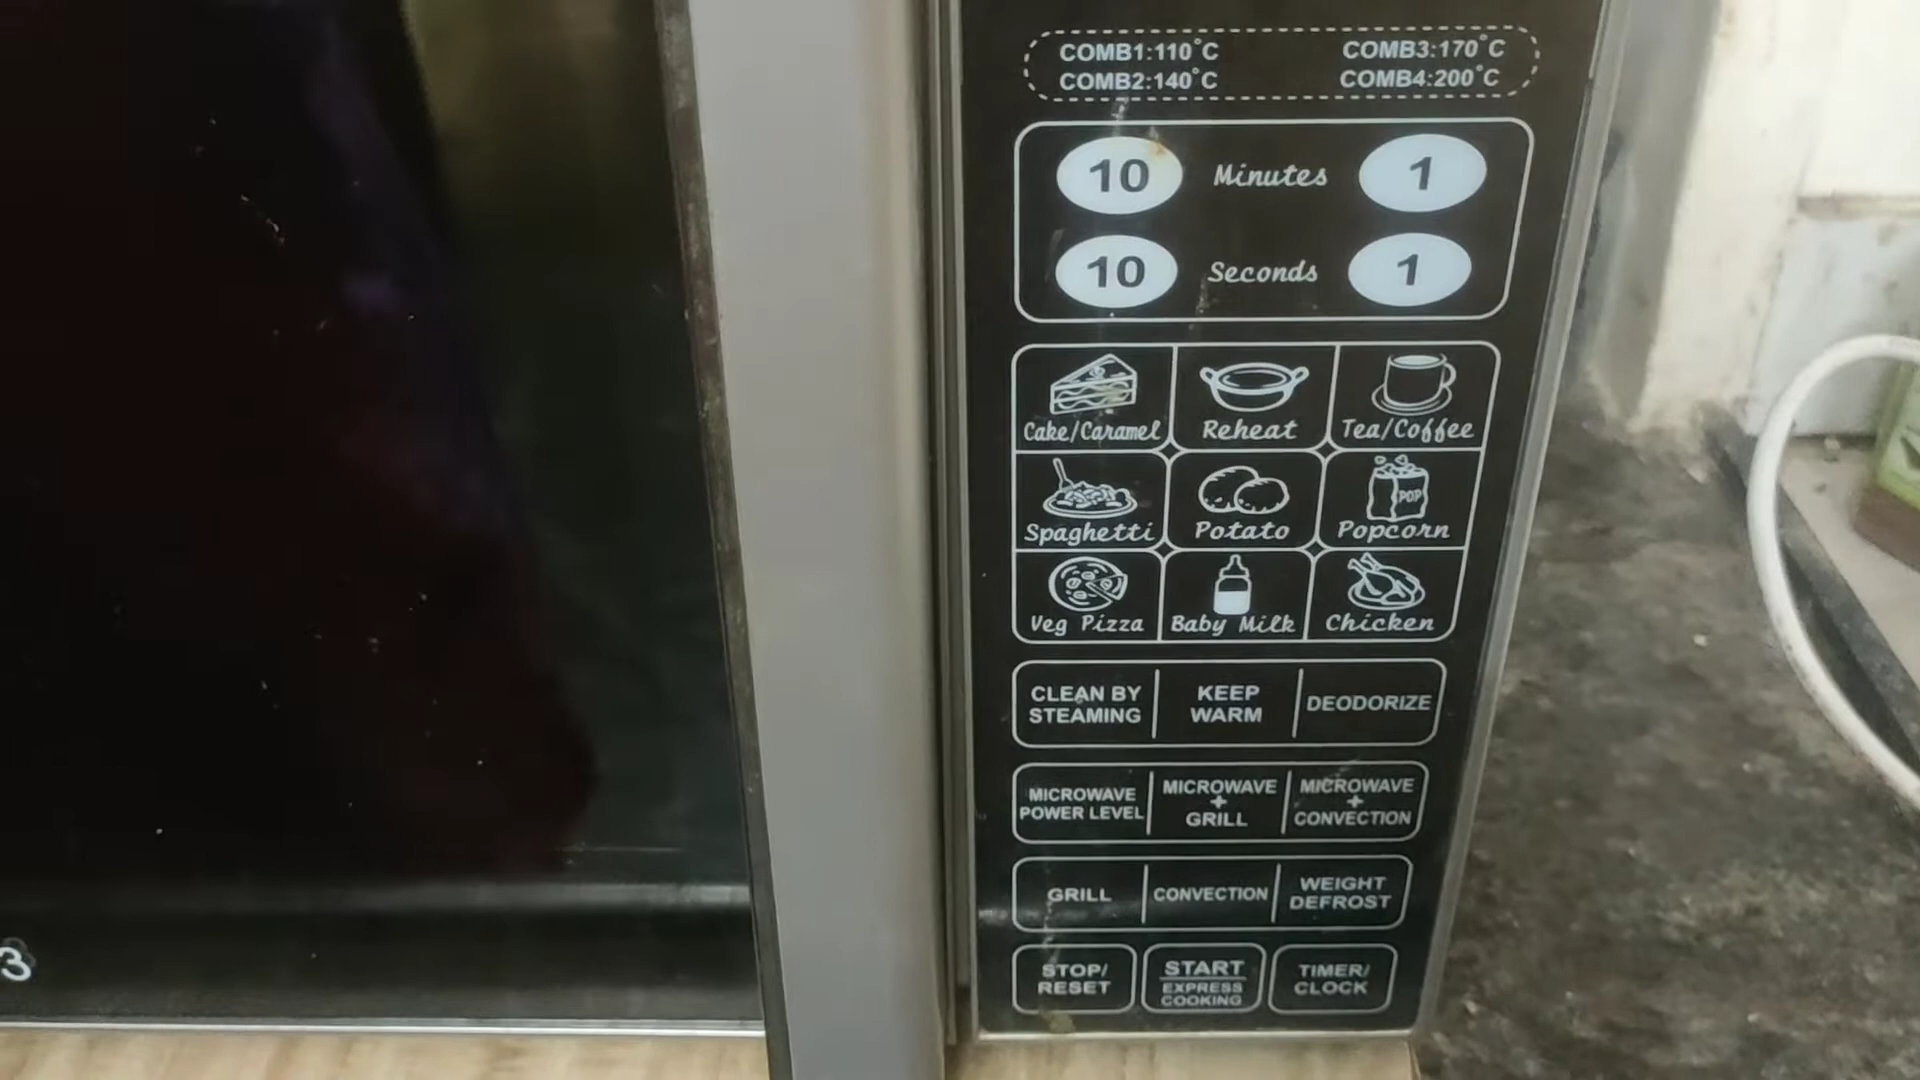 COMB1:110°C COMB3:170°C
COMB2:140°C COMB4:200°C
10 Minutes 1
10 Seconds 1
Cake/Caramel Reheat Tea/Coffee
POP
Spaghetti Potato Popcorn
Veg Pizza Baby Milk Chicken
CLEAN BY
STEAMING
KEEP
WARM
DEODORIZE
MICROWAVE
POWER LEVEL
MICROWAVE
+
GRILL
MICROWAVE
+
CONVECTION
GRILL
CONVECTION
WEIGHT
DEFROST
3
STOP/
RESET
START
EXPRESS
COOKING
TIMER/
CLOCK